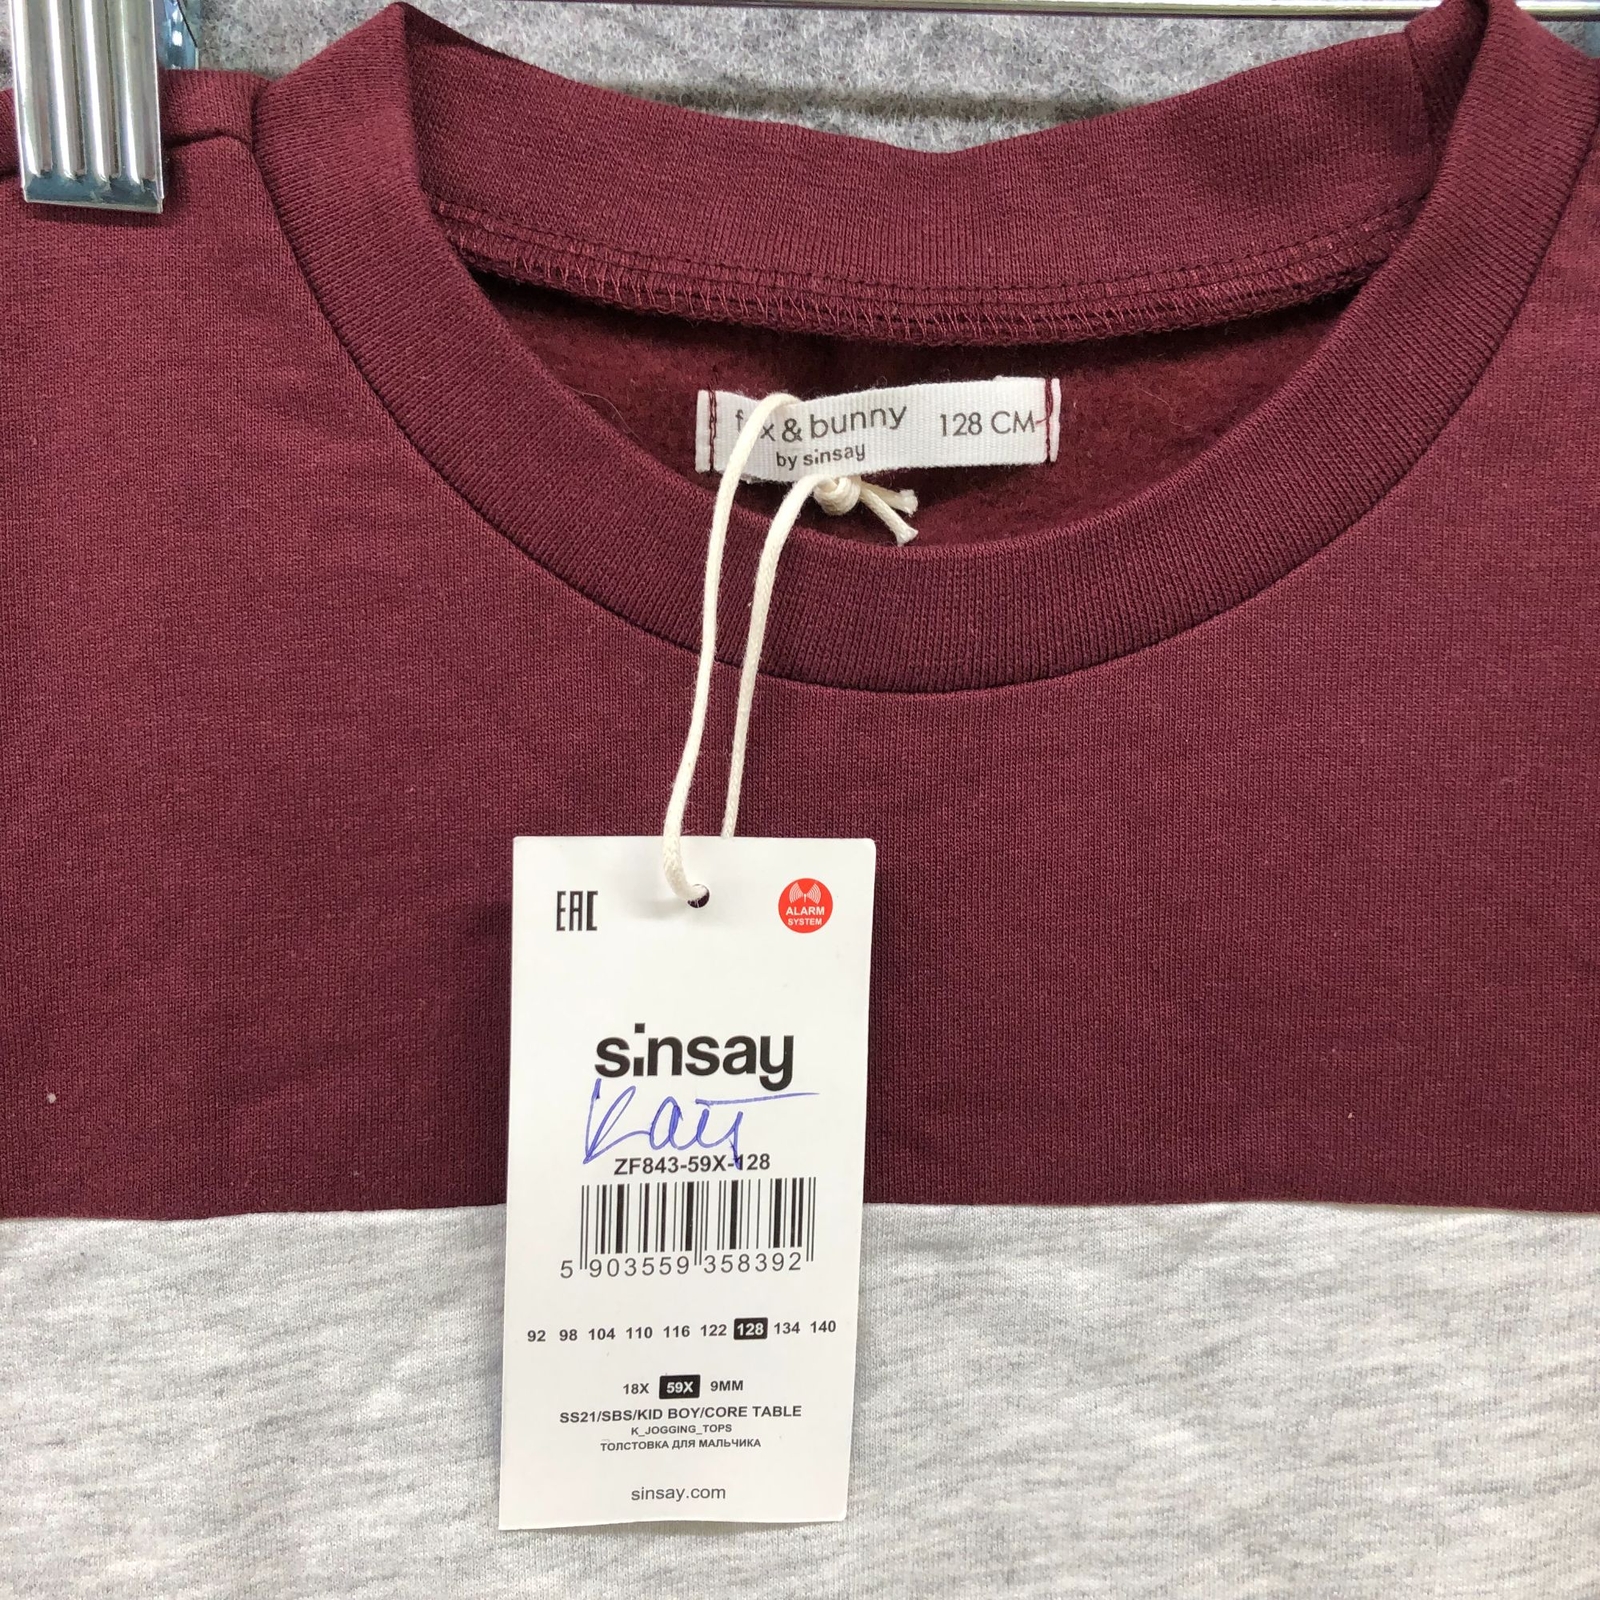 & bunny 128 CM
by sinsay
EAC
ALARM
SYSTEM
sinsay
ZF843-59X-128
5 903559 358392
92 98 104 110 116 122 128 134 140
18X 59X 9MM
SS21/SBS/KID BOY/CORE TABLE
K_JOGGING_TOPS
ТОЛСТОВКА ДЛЯ МАЛЬЧИКА
sinsay.com